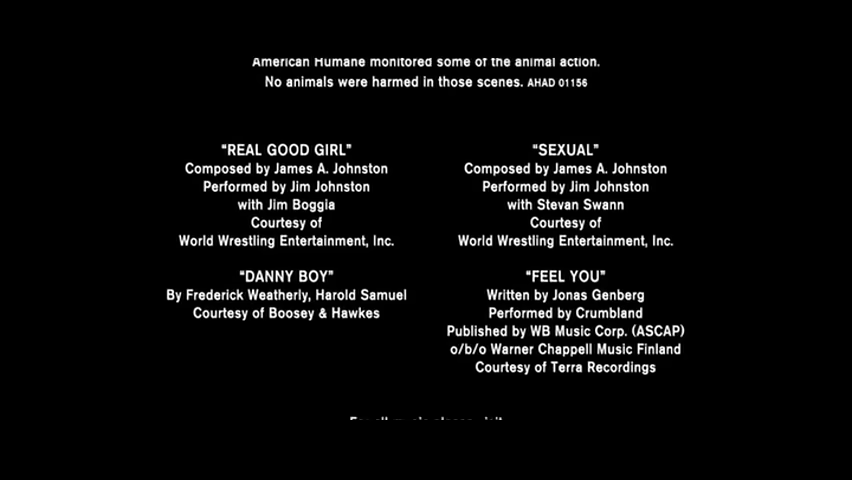 American Humane monitored some of the animal action.
No animals were harmed in those scenes. AHAD 01156
“REAL GOOD GIRL”
Composed by James A. Johnston
Performed by Jim Johnston
with Jim Boggia
Courtesy of
World Wrestling Entertainment, Inc.
“SEXUAL”
Composed by James A. Johnston
Performed by Jim Johnston
with Stevan Swann
Courtesy of
World Wrestling Entertainment, Inc.
“DANNY BOY”
By Frederick Weatherly, Harold Samuel
Courtesy of Boosey & Hawkes
“FEEL YOU”
Written by Jonas Genberg
Performed by Crumbland
Published by WB Music Corp. (ASCAP)
o/b/o Warner Chappell Music Finland
Courtesy of Terra Recordings